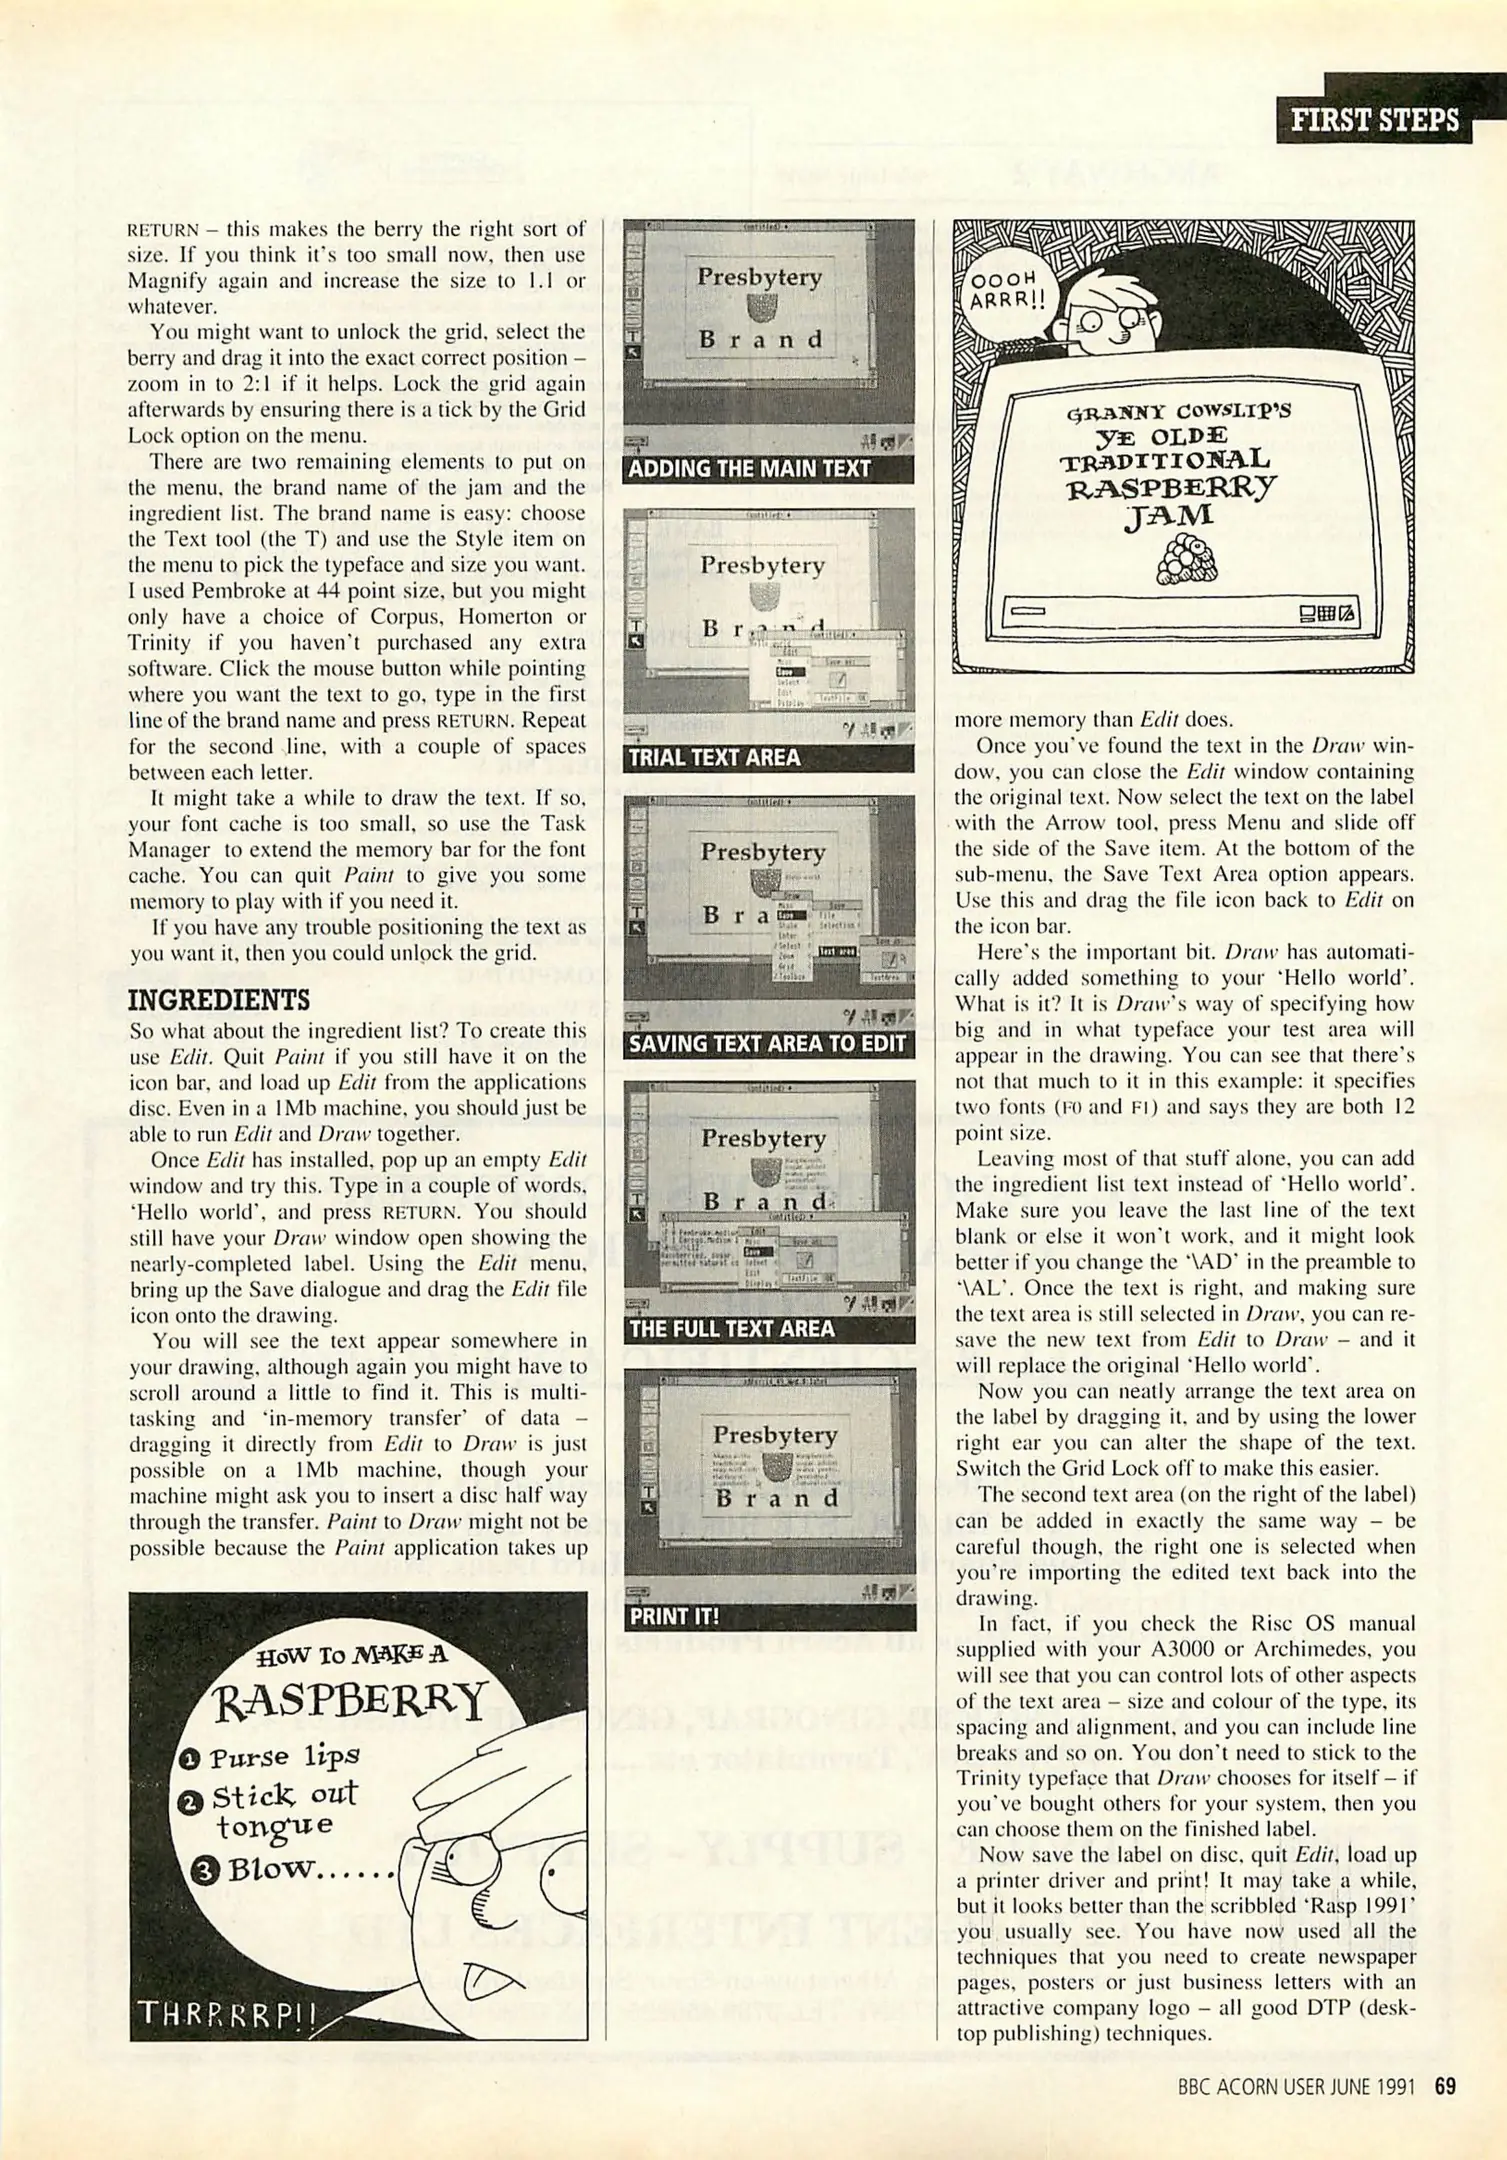 FIRST STEPS
RETURN – this makes the berry the right sort of
size. If you think it's too small now, then use
Magnify again and increase the size to 1.1 or
whatever.
You might want to unlock the grid, select the
berry and drag it into the exact correct position –
zoom in to 2:1 if it helps. Lock the grid again
afterwards by ensuring there is a tick by the Grid
Lock option on the menu.
There are two remaining elements to put on
the menu, the brand name of the jam and the
ingredient list. The brand name is easy: choose
the Text tool (the T) and use the Style item on
the menu to pick the typeface and size you want.
I used Pembroke at 44 point size, but you might
only have a choice of Corpus, Homerton or
Trinity if you haven't purchased any extra
software. Click the mouse button while pointing
where you want the text to go, type in the first
line of the brand name and press RETURN. Repeat
for the second line, with a couple of spaces
between each letter.
It might take a while to draw the text. If so,
your font cache is too small, so use the Task
Manager to extend the memory bar for the font
cache. You can quit Paint to give you some
memory to play with if you need it.
If you have any trouble positioning the text as
you want it, then you could unlock the grid.
INGREDIENTS
So what about the ingredient list? To create this
use Edit. Quit Paint if you still have it on the
icon bar, and load up Edit from the applications
disc. Even in a 1Mb machine, you should just be
able to run Edit and Draw together.
Once Edit has installed, pop up an empty Edit
window and try this. Type in a couple of words,
'Hello world', and press RETURN. You should
still have your Draw window open showing the
nearly-completed label. Using the Edit menu,
bring up the Save dialogue and drag the Edit file
icon onto the drawing.
You will see the text appear somewhere in
your drawing, although again you might have to
scroll around a little to find it. This is multi-
tasking and 'in-memory transfer' of data –
dragging it directly from Edit to Draw is just
possible on a 1Mb machine, though your
machine might ask you to insert a disc half way
through the transfer. Paint to Draw might not be
possible because the Paint application takes up
HOW TO MAKE A
RASPBERRY
1 Purse lips
2 Stick out
tongue
3 Blow......
THRRRRP!!
Presbytery
Brand
ADDING THE MAIN TEXT
Presbytery
B r
TRIAL TEXT AREA
Presbytery
B r a
SAVING TEXT AREA TO EDIT
Presbytery
Brand
THE FULL TEXT AREA
Presbytery
Brand
PRINT IT!
OOOH
ARRR!!
GRANNY COWSLIP'S
YE OLDE
TRADITIONAL
RASPBERRY
JAM
more memory than Edit does.
Once you've found the text in the Draw win-
dow, you can close the Edit window containing
the original text. Now select the text on the label
with the Arrow tool, press Menu and slide off
the side of the Save item. At the bottom of the
sub-menu, the Save Text Area option appears.
Use this and drag the file icon back to Edit on
the icon bar.
Here's the important bit. Draw has automati-
cally added something to your 'Hello world'.
What is it? It is Draw's way of specifying how
big and in what typeface your test area will
appear in the drawing. You can see that there's
not that much to it in this example: it specifies
two fonts (F0 and F1) and says they are both 12
point size.
Leaving most of that stuff alone, you can add
the ingredient list text instead of 'Hello world'.
Make sure you leave the last line of the text
blank or else it won't work, and it might look
better if you change the '\AD' in the preamble to
'\AL'. Once the text is right, and making sure
the text area is still selected in Draw, you can re-
save the new text from Edit to Draw – and it
will replace the original 'Hello world'.
Now you can neatly arrange the text area on
the label by dragging it, and by using the lower
right ear you can alter the shape of the text.
Switch the Grid Lock off to make this easier.
The second text area (on the right of the label)
can be added in exactly the same way – be
careful though, the right one is selected when
you're importing the edited text back into the
drawing.
In fact, if you check the Risc OS manual
supplied with your A3000 or Archimedes, you
will see that you can control lots of other aspects
of the text area – size and colour of the type, its
spacing and alignment, and you can include line
breaks and so on. You don't need to stick to the
Trinity typeface that Draw chooses for itself – if
you've bought others for your system, then you
can choose them on the finished label.
Now save the label on disc, quit Edit, load up
a printer driver and print! It may take a while,
but it looks better than the scribbled 'Rasp 1991'
you usually see. You have now used all the
techniques that you need to create newspaper
pages, posters or just business letters with an
attractive company logo – all good DTP (desk-
top publishing) techniques.
BBC ACORN USER JUNE 1991 69